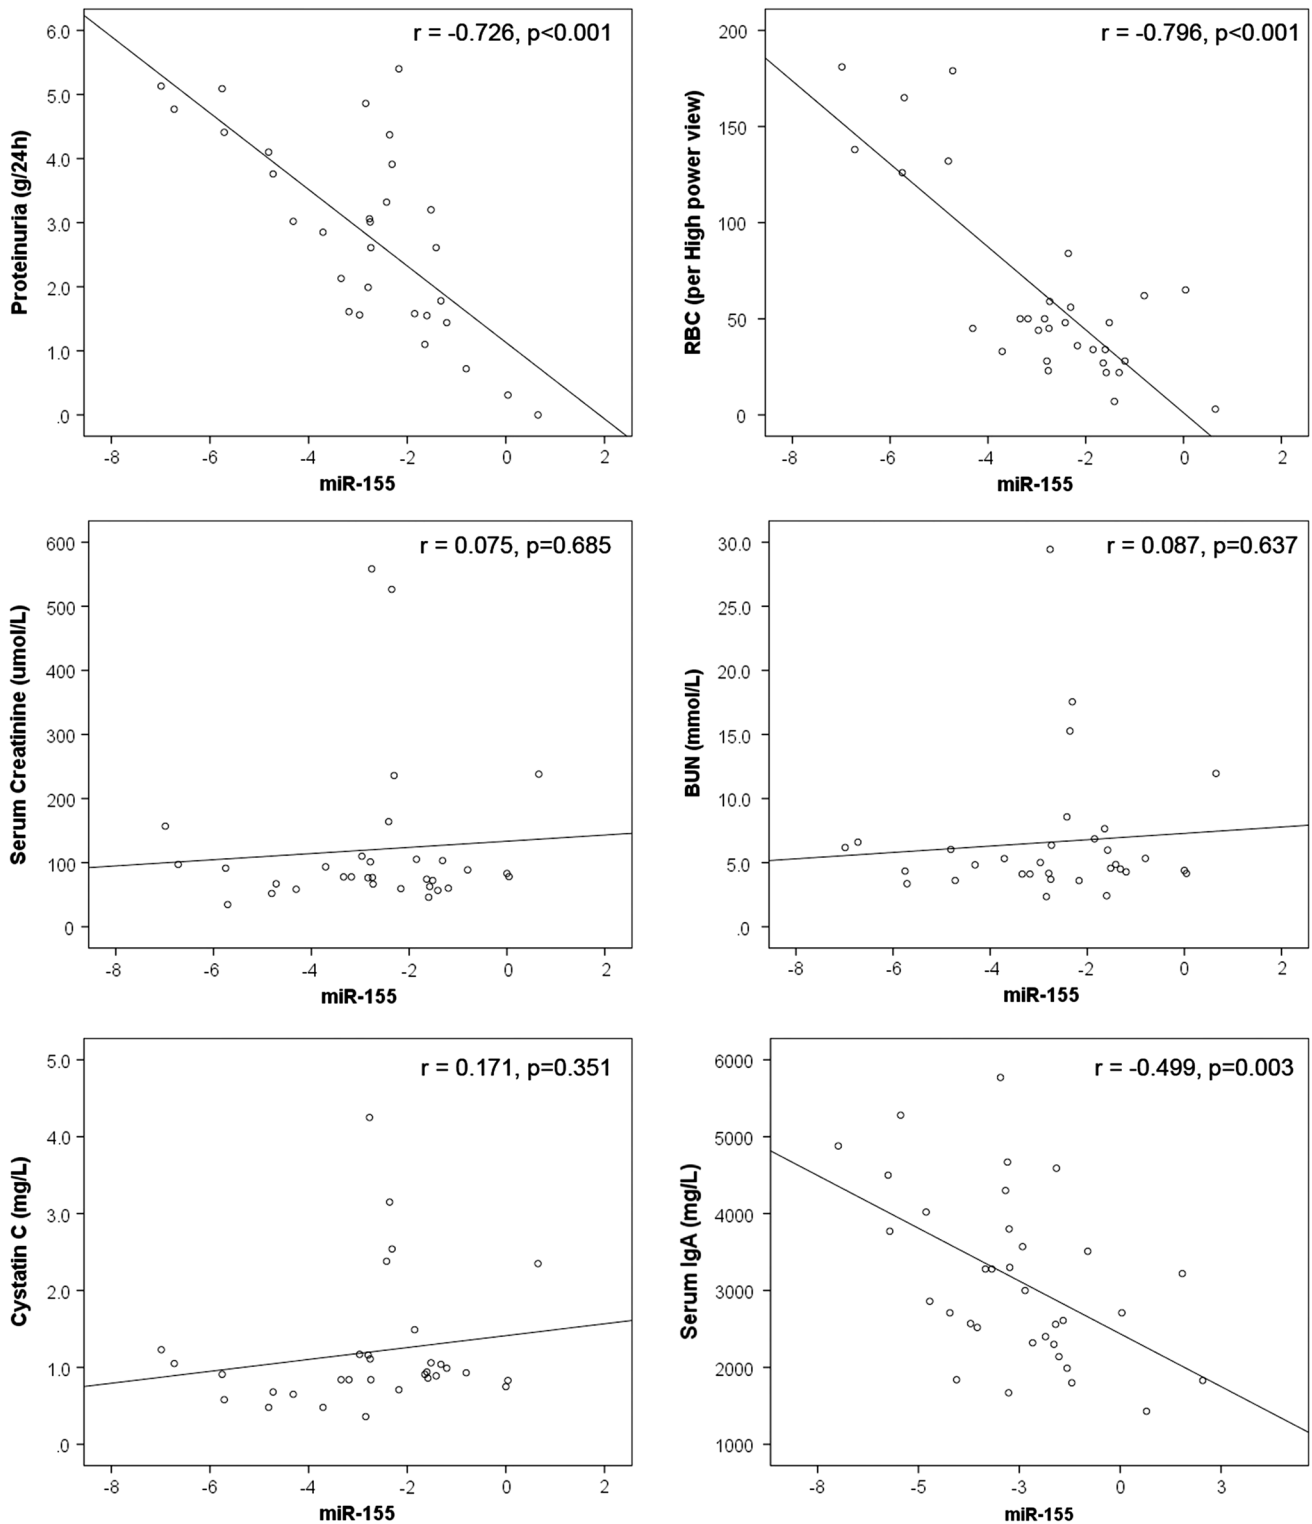 r = -0.726, p<0.001
Proteinuria (g/24h)
6.0
5.0
4.0
3.0
2.0
1.0
.0
-8 -6 -4 -2 0 2
miR-155
r = -0.796, p<0.001
RBC (per High power view)
200
150
100
50
0
-8 -6 -4 -2 0 2
miR-155
r = 0.075, p=0.685
Serum Creatinine (umol/L)
600
500
400
300
200
100
0
-8 -6 -4 -2 0 2
miR-155
r = 0.087, p=0.637
BUN (mmol/L)
30.0
25.0
20.0
15.0
10.0
5.0
.0
-8 -6 -4 -2 0 2
miR-155
r = 0.171, p=0.351
Cystatin C (mg/L)
5.0
4.0
3.0
2.0
1.0
.0
-8 -6 -4 -2 0 2
miR-155
r = -0.499, p=0.003
Serum IgA (mg/L)
6000
5000
4000
3000
2000
1000
-8 -5 -3 0 3
miR-155